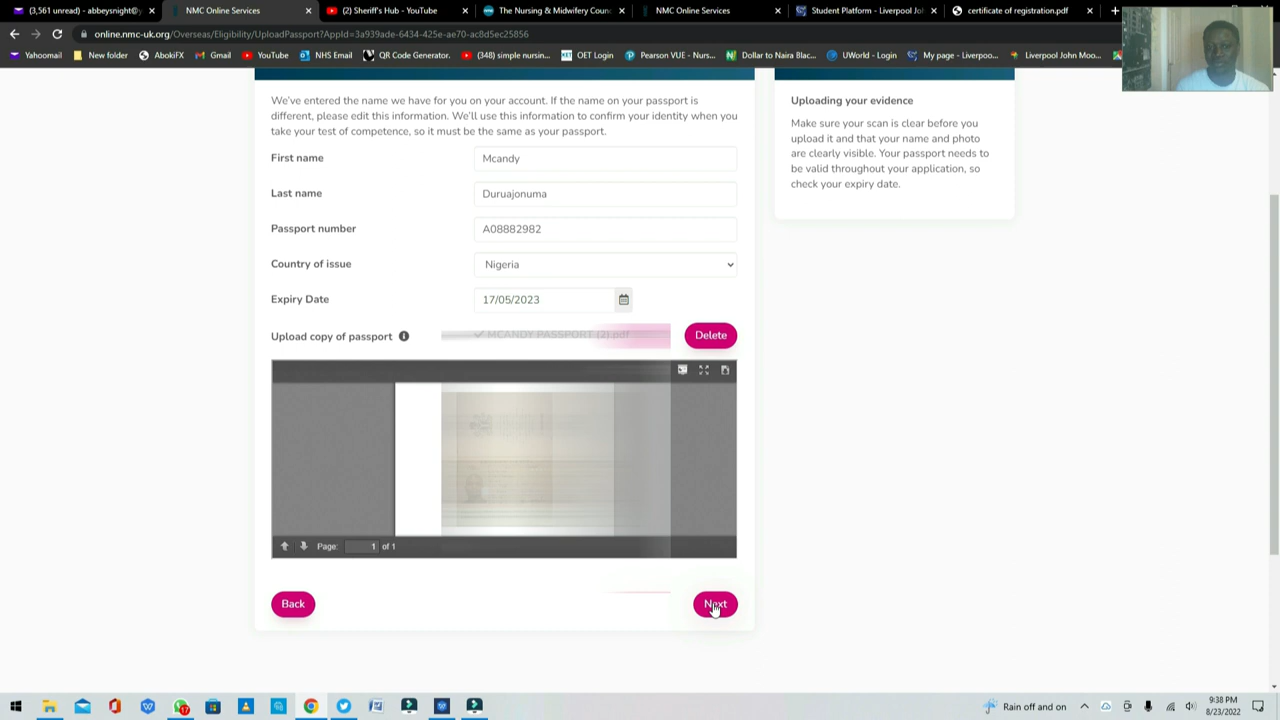 (3,561 unread) - abbeysnight@y
NMC Online Services
(2) Sheriff's Hub - YouTube
The Nursing & Midwifery Counc
NMC Online Services
Student Platform - Liverpool Jo
certificate of registration.pdf
online.nmc-uk.org/Overseas/Eligibility/UploadPassport?AppId=3a939ade-6434-425e-ae70-ac8d5ec25856
Yahoomail
New folder
AbokiFX
Gmail
YouTube
NHS Email
QR Code Generator.
(348) simple nursin...
OET Login
Pearson VUE - Nurs...
Dollar to Naira Blac...
UWorld - Login
My page - Liverpoo...
Liverpool John Moo...
We've entered the name we have for you on your account. If the name on your passport is
different, please edit this information. We'll use this information to confirm your identity when you
take your test of competence, so it must be the same as your passport.
First name Mcandy
Last name Duruajonuma
Passport number A08882982
Country of issue Nigeria
Expiry Date 17/05/2023
Upload copy of passport MCANDY PASSPORT (2).pdf Delete
Page: 1 of 1
Back Next
Uploading your evidence
Make sure your scan is clear before you
upload it and that your name and photo
are clearly visible. Your passport needs to
be valid throughout your application, so
check your expiry date.
17
Rain off and on
9:38 PM
8/23/2022